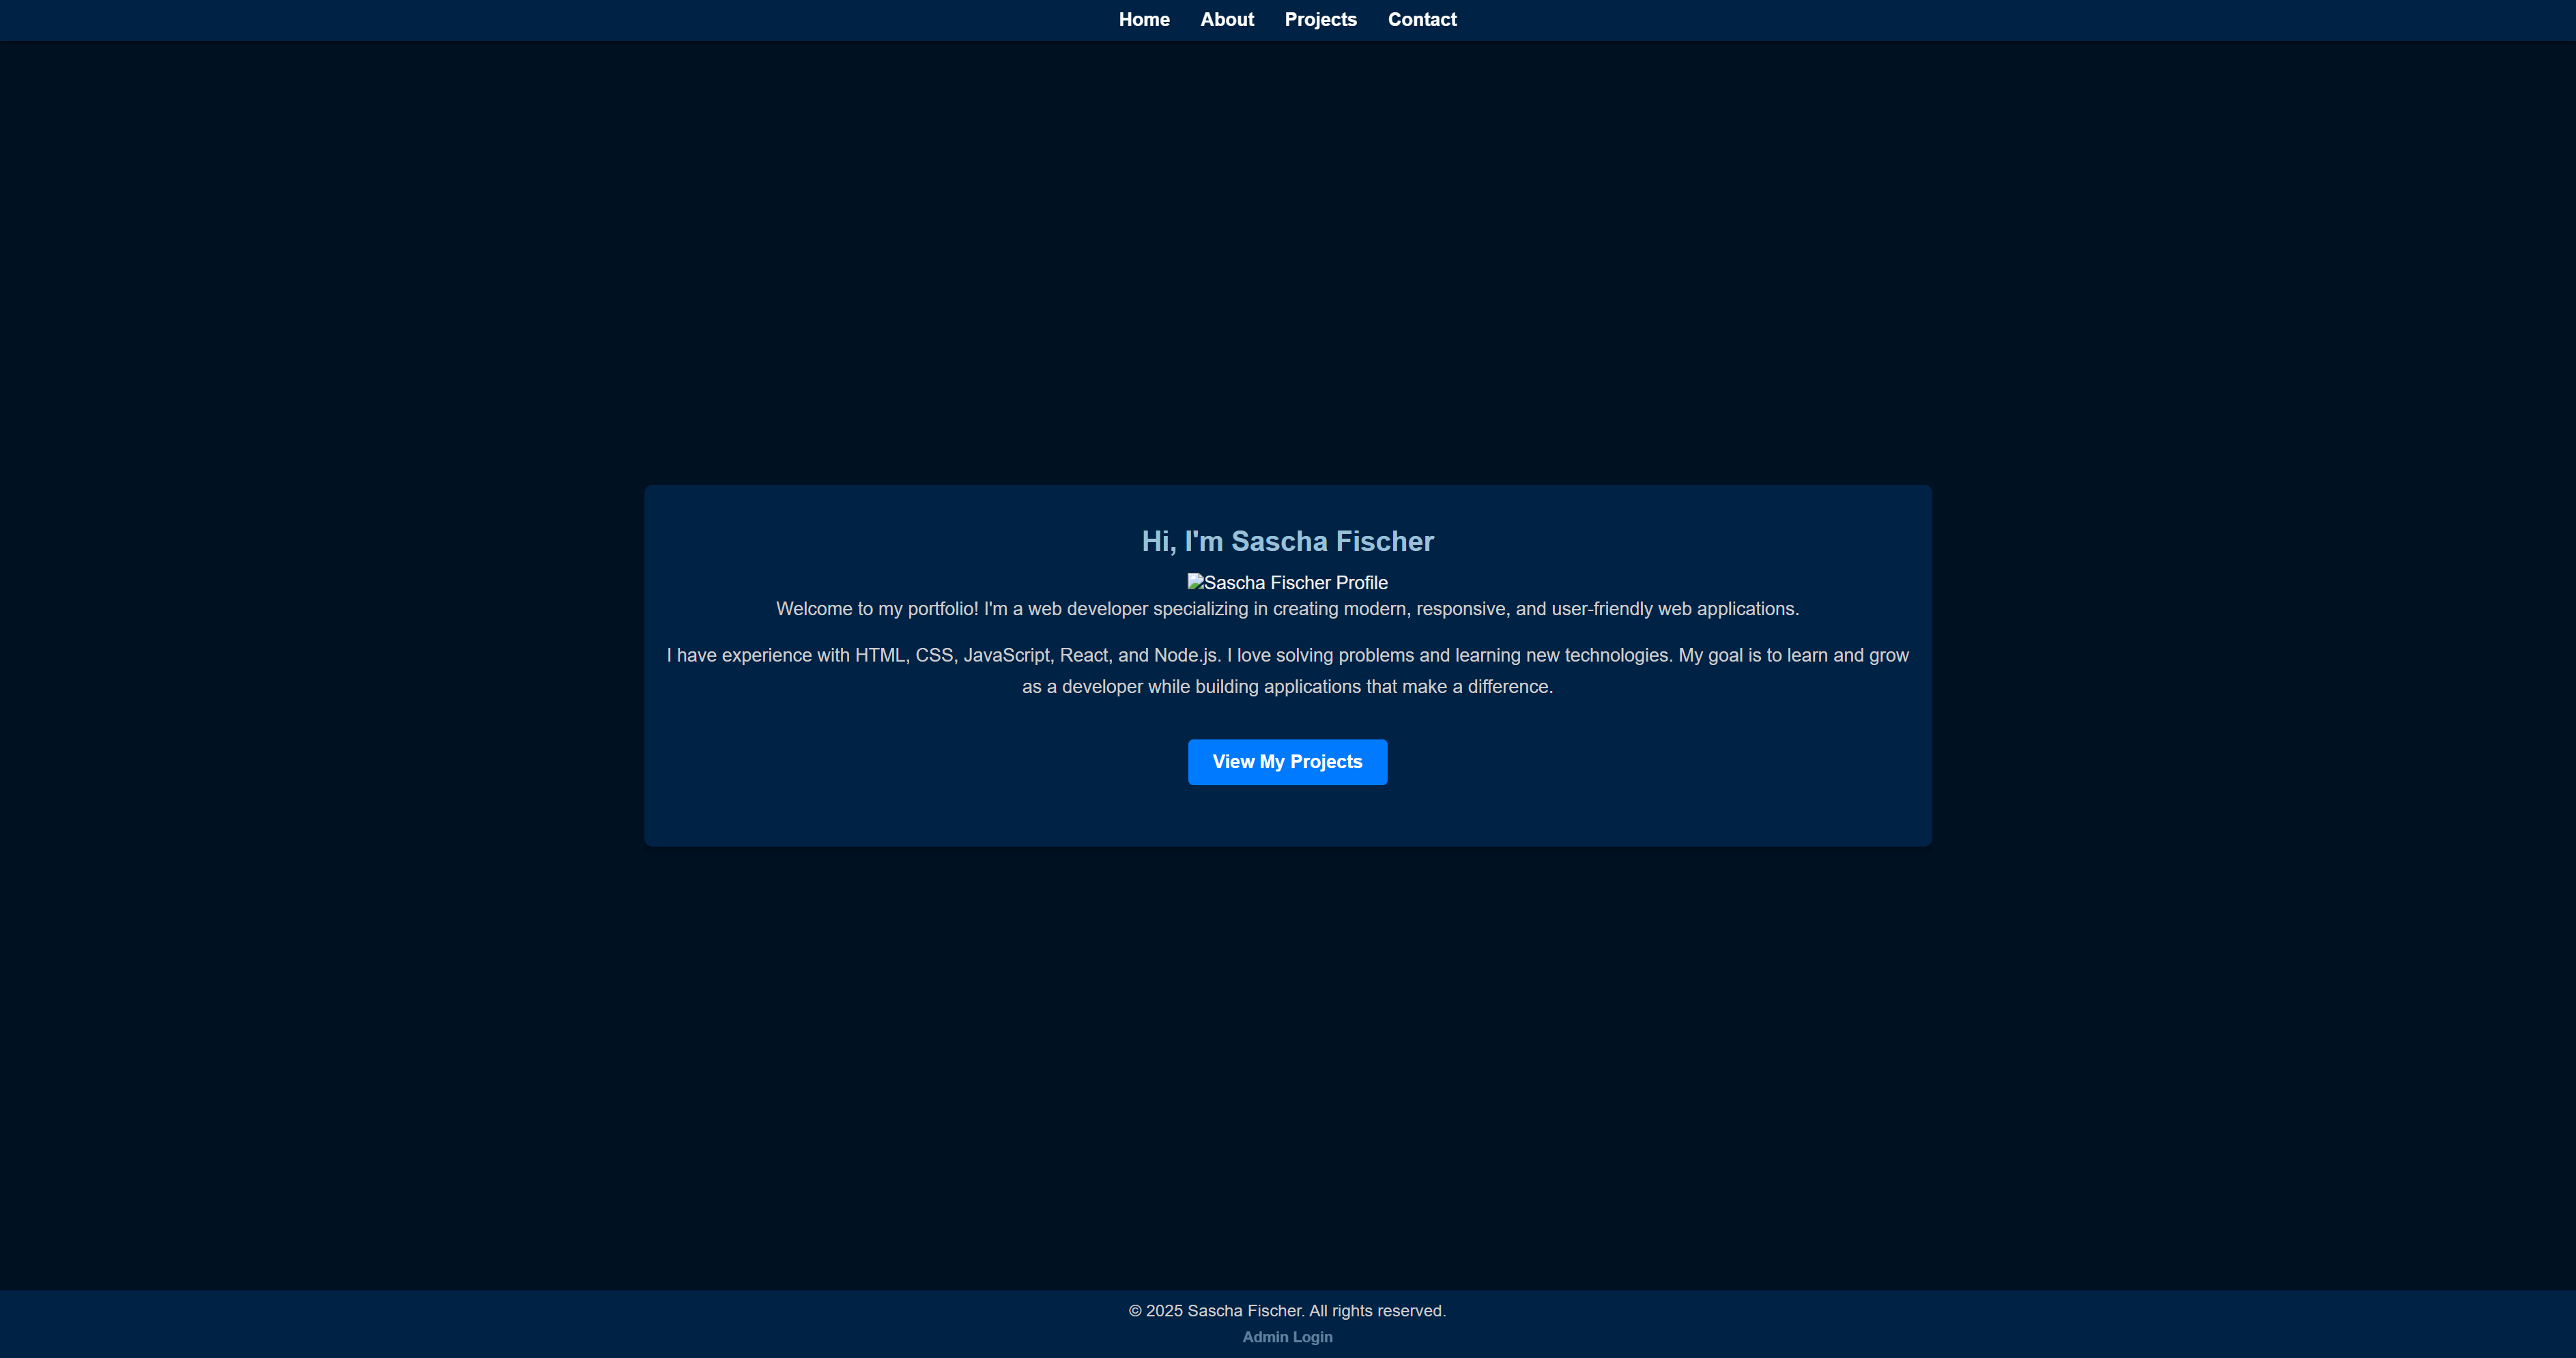 Home About Projects Contact
Hi, I'm Sascha Fischer
Sascha Fischer Profile
Welcome to my portfolio! I'm a web developer specializing in creating modern, responsive, and user-friendly web applications.
I have experience with HTML, CSS, JavaScript, React, and Node.js. I love solving problems and learning new technologies. My goal is to learn and grow
as a developer while building applications that make a difference.
View My Projects
© 2025 Sascha Fischer. All rights reserved.
Admin Login